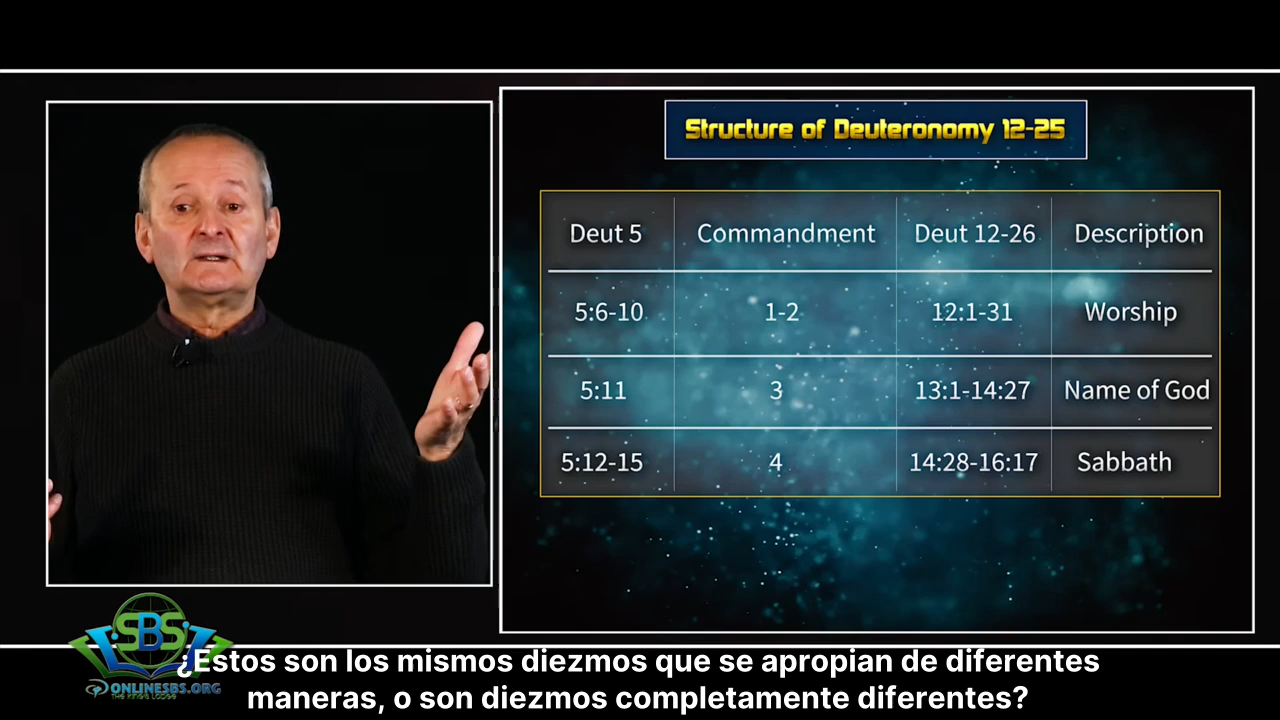 Structure of Deuteronomy 12-25
Deut 5 Commandment Deut 12-26 Description
5:6-10 1-2 12:1-31 Worship
5:11 3 13:1-14:27 Name of God
5:12-15 4 14:28-16:17 Sabbath
SBS
ONLINESBS.ORG
The King's Lodge
¿Estos son los mismos diezmos que se apropian de diferentes
maneras, o son diezmos completamente diferentes?